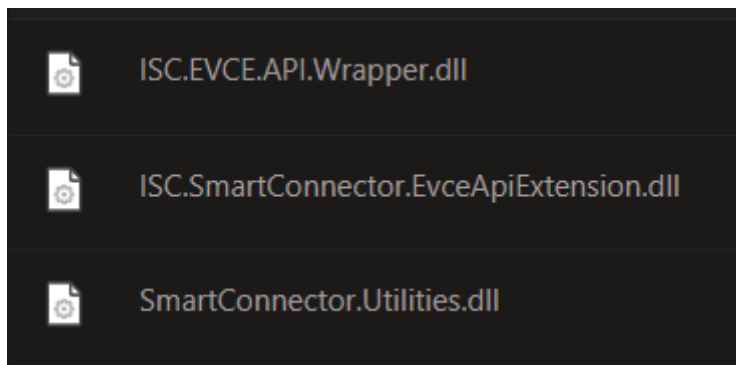 ISC.EVCE.API.Wrapper.dll
ISC.SmartConnector.EvceApiExtension.dll
SmartConnector.Utilities.dll